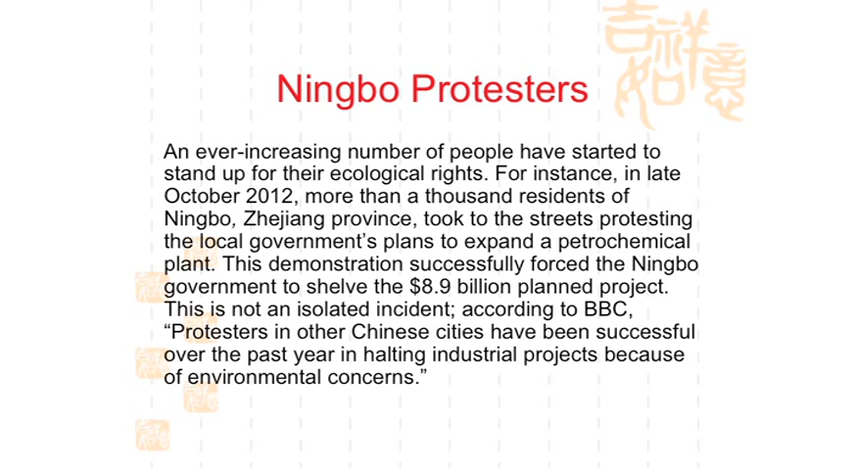 吉祥
如意
Ningbo Protesters
An ever-increasing number of people have started to
stand up for their ecological rights. For instance, in late
October 2012, more than a thousand residents of
Ningbo, Zhejiang province, took to the streets protesting
the local government’s plans to expand a petrochemical
plant. This demonstration successfully forced the Ningbo
government to shelve the $8.9 billion planned project.
This is not an isolated incident; according to BBC,
“Protesters in other Chinese cities have been successful
over the past year in halting industrial projects because
of environmental concerns.”